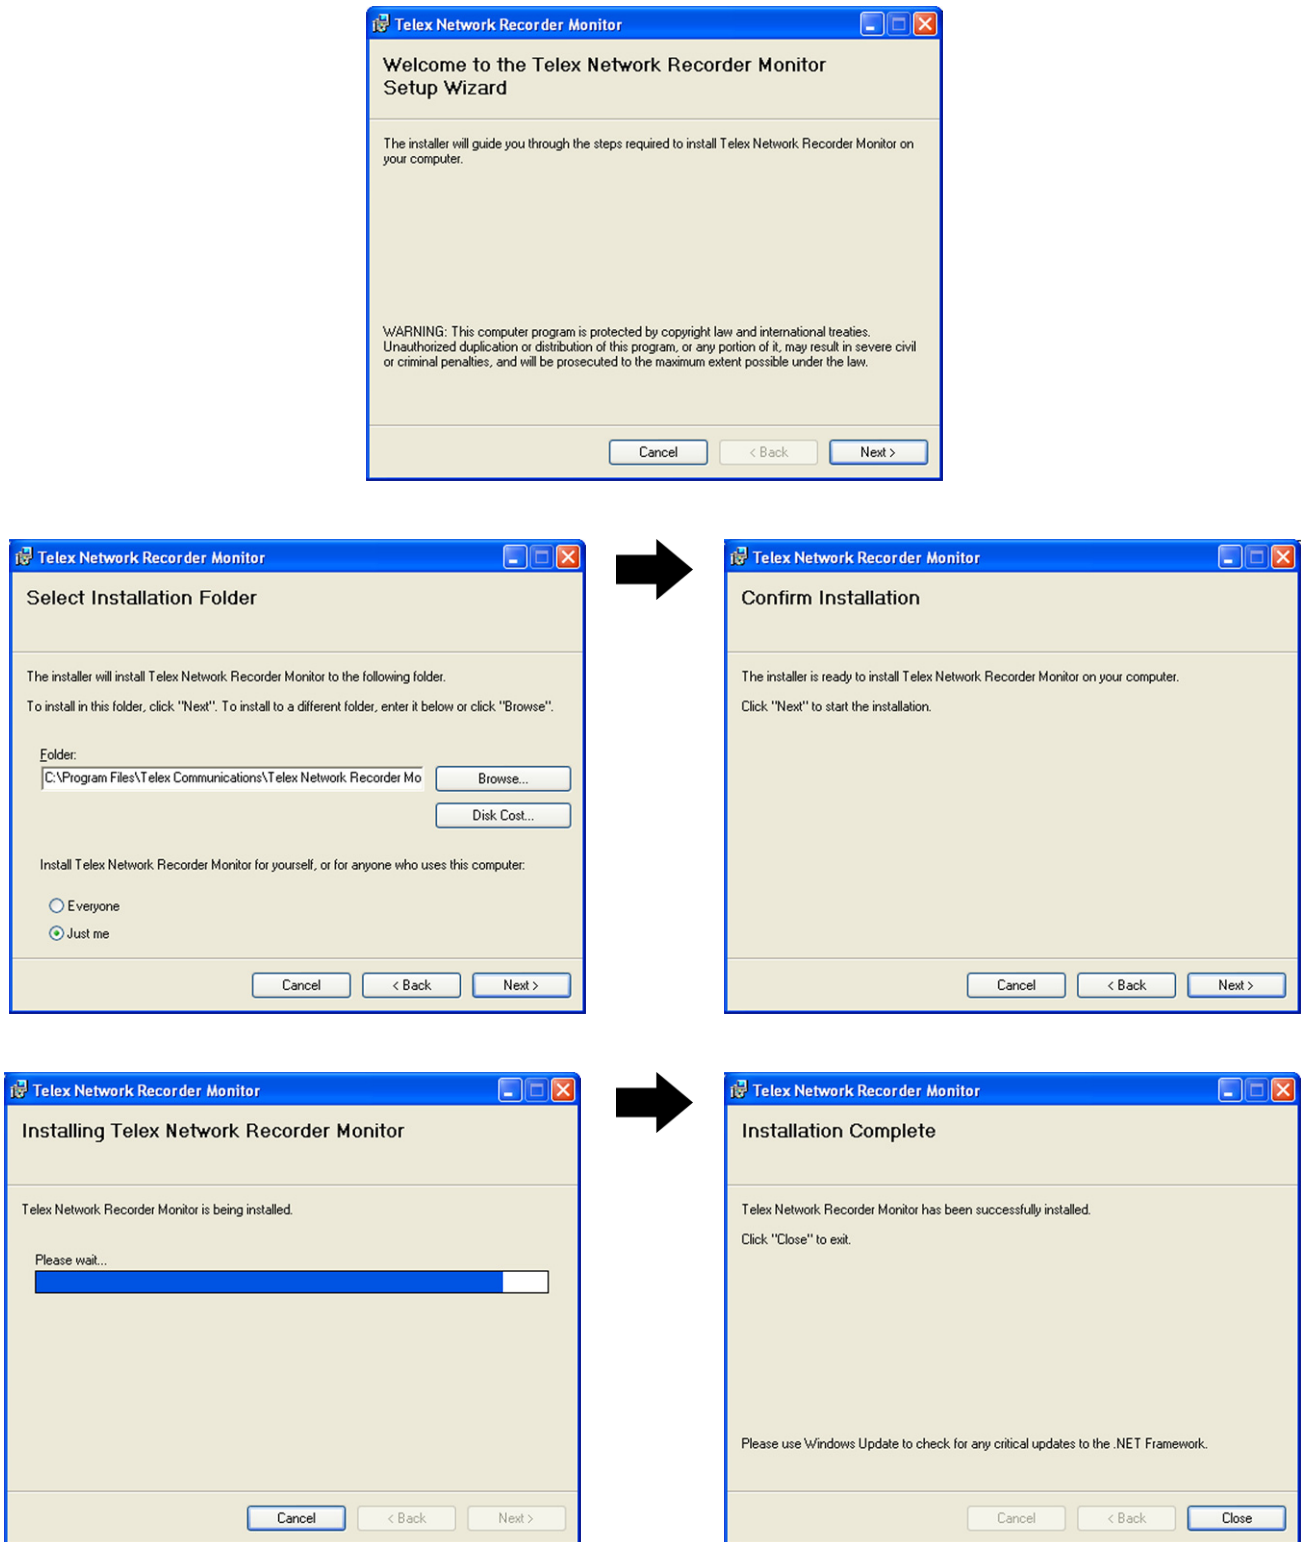 Telex Network Recorder Monitor
Welcome to the Telex Network Recorder Monitor
Setup Wizard
The installer will guide you through the steps required to install Telex Network Recorder Monitor on
your computer.
WARNING: This computer program is protected by copyright law and international treaties.
Unauthorized duplication or distribution of this program, or any portion of it, may result in severe civil
or criminal penalties, and will be prosecuted to the maximum extent possible under the law.
Cancel
< Back
Next >
Telex Network Recorder Monitor
Select Installation Folder
The installer will install Telex Network Recorder Monitor to the following folder.
To install in this folder, click "Next". To install to a different folder, enter it below or click "Browse".
Folder:
C:\Program Files\Telex Communications\Telex Network Recorder Mo
Browse...
Disk Cost...
Install Telex Network Recorder Monitor for yourself, or for anyone who uses this computer:
Everyone
Just me
Cancel
< Back
Next >
Telex Network Recorder Monitor
Confirm Installation
The installer is ready to install Telex Network Recorder Monitor on your computer.
Click "Next" to start the installation.
Cancel
< Back
Next >
Telex Network Recorder Monitor
Installing Telex Network Recorder Monitor
Telex Network Recorder Monitor is being installed.
Please wait...
Cancel
< Back
Next >
Telex Network Recorder Monitor
Installation Complete
Telex Network Recorder Monitor has been successfully installed.
Click "Close" to exit.
Please use Windows Update to check for any critical updates to the .NET Framework.
Cancel
< Back
Close